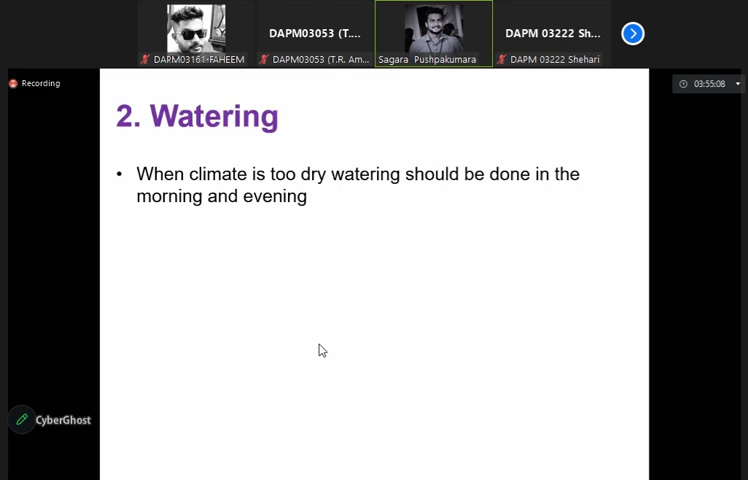 DAPM03053 (T....
DAPM 03222 Sh...
DARM03161-FAHEEM
DAPM03053 (T.R. Am...
Sagara Pushpakumara
DAPM 03222 Shehari
Recording
03:55:08
2. Watering
• When climate is too dry watering should be done in the
morning and evening
CyberGhost